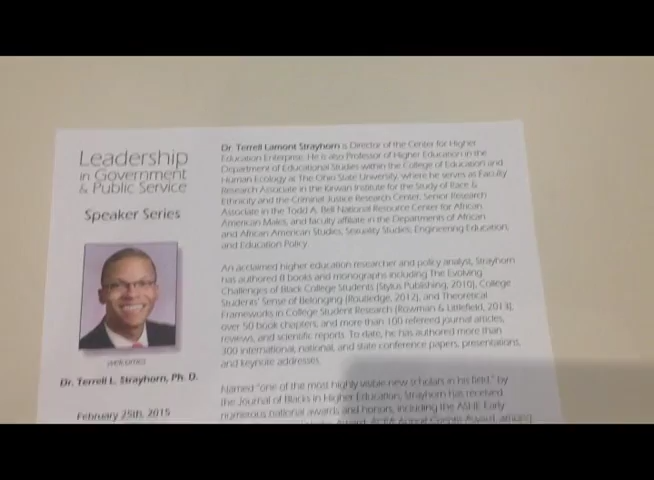 Leadership
in Government
& Public Service
Speaker Series
welcomes
Dr. Terrell L. Strayhorn, Ph. D.
February 25th, 2015
Dr. Terrell Lamont Strayhorn is Director of the Center for Higher
Education Enterprise. He is also Professor of Higher Education in the
Department of Educational Studies within the College of Education and
Human Ecology at The Ohio State University, where he serves as Faculty
Research Associate in the Kirwan Institute for the Study of Race &
Ethnicity and the Criminal Justice Research Center, Senior Research
Associate in the Todd A. Bell National Resource Center for African
American Males, and faculty affiliate in the Departments of African
and African American Studies, Sexuality Studies, Engineering Education,
and Education Policy.
An acclaimed higher education researcher and policy analyst, Strayhorn
has authored 8 books and monographs including The Evolving
Challenges of Black College Students (Stylus Publishing, 2010), College
Students' Sense of Belonging (Routledge, 2012), and Theoretical
Frameworks in College Student Research (Rowman & Littlefield, 2013),
over 50 book chapters, and more than 100 refereed journal articles,
reviews, and scientific reports. To date, he has authored more than
300 international, national, and state conference papers, presentations,
and keynote addresses.
Named "one of the most highly visible new scholars in his field," by
the Journal of Blacks in Higher Education, Strayhorn has received
numerous national awards and honors, including the ASHE Early
Award, among